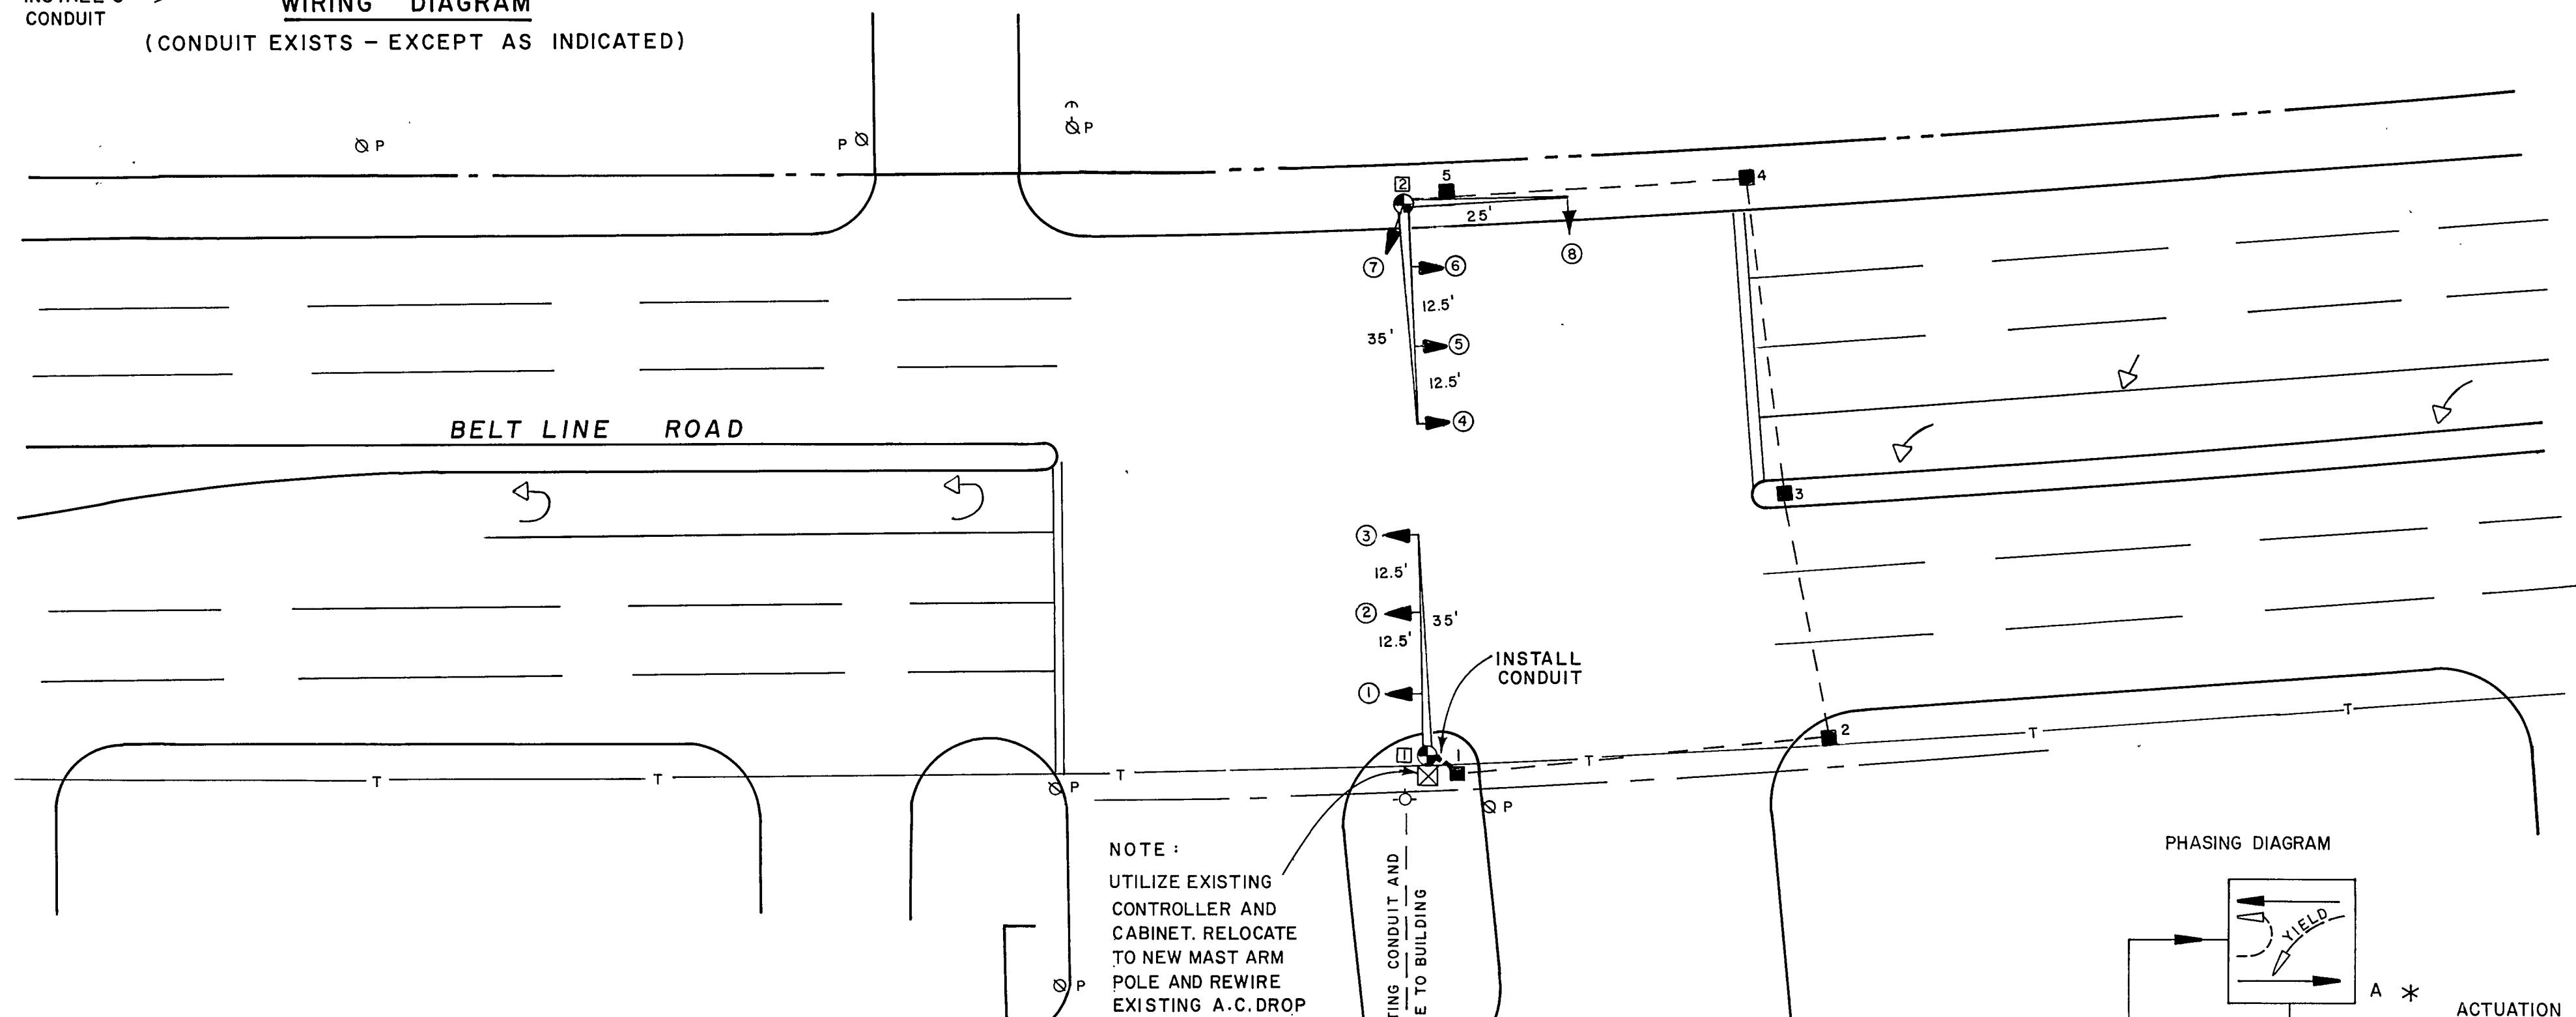 CONDUIT
WIRING DIAGRAM
(CONDUIT EXISTS – EXCEPT AS INDICATED)
P
P
P
2
5
4
25'
7
6
8
12.5'
35'
5
12.5'
4
BELT LINE ROAD
3
3
12.5'
2
35'
12.5'
INSTALL
CONDUIT
1
2
T
T
1
1
T
T
T
T
P
P
NOTE:
UTILIZE EXISTING
CONTROLLER AND
CABINET. RELOCATE
TO NEW MAST ARM
POLE AND REWIRE
EXISTING A.C. DROP
P
TING CONDUIT AND
E TO BUILDING
PHASING DIAGRAM
YIELD
A *
ACTUATION